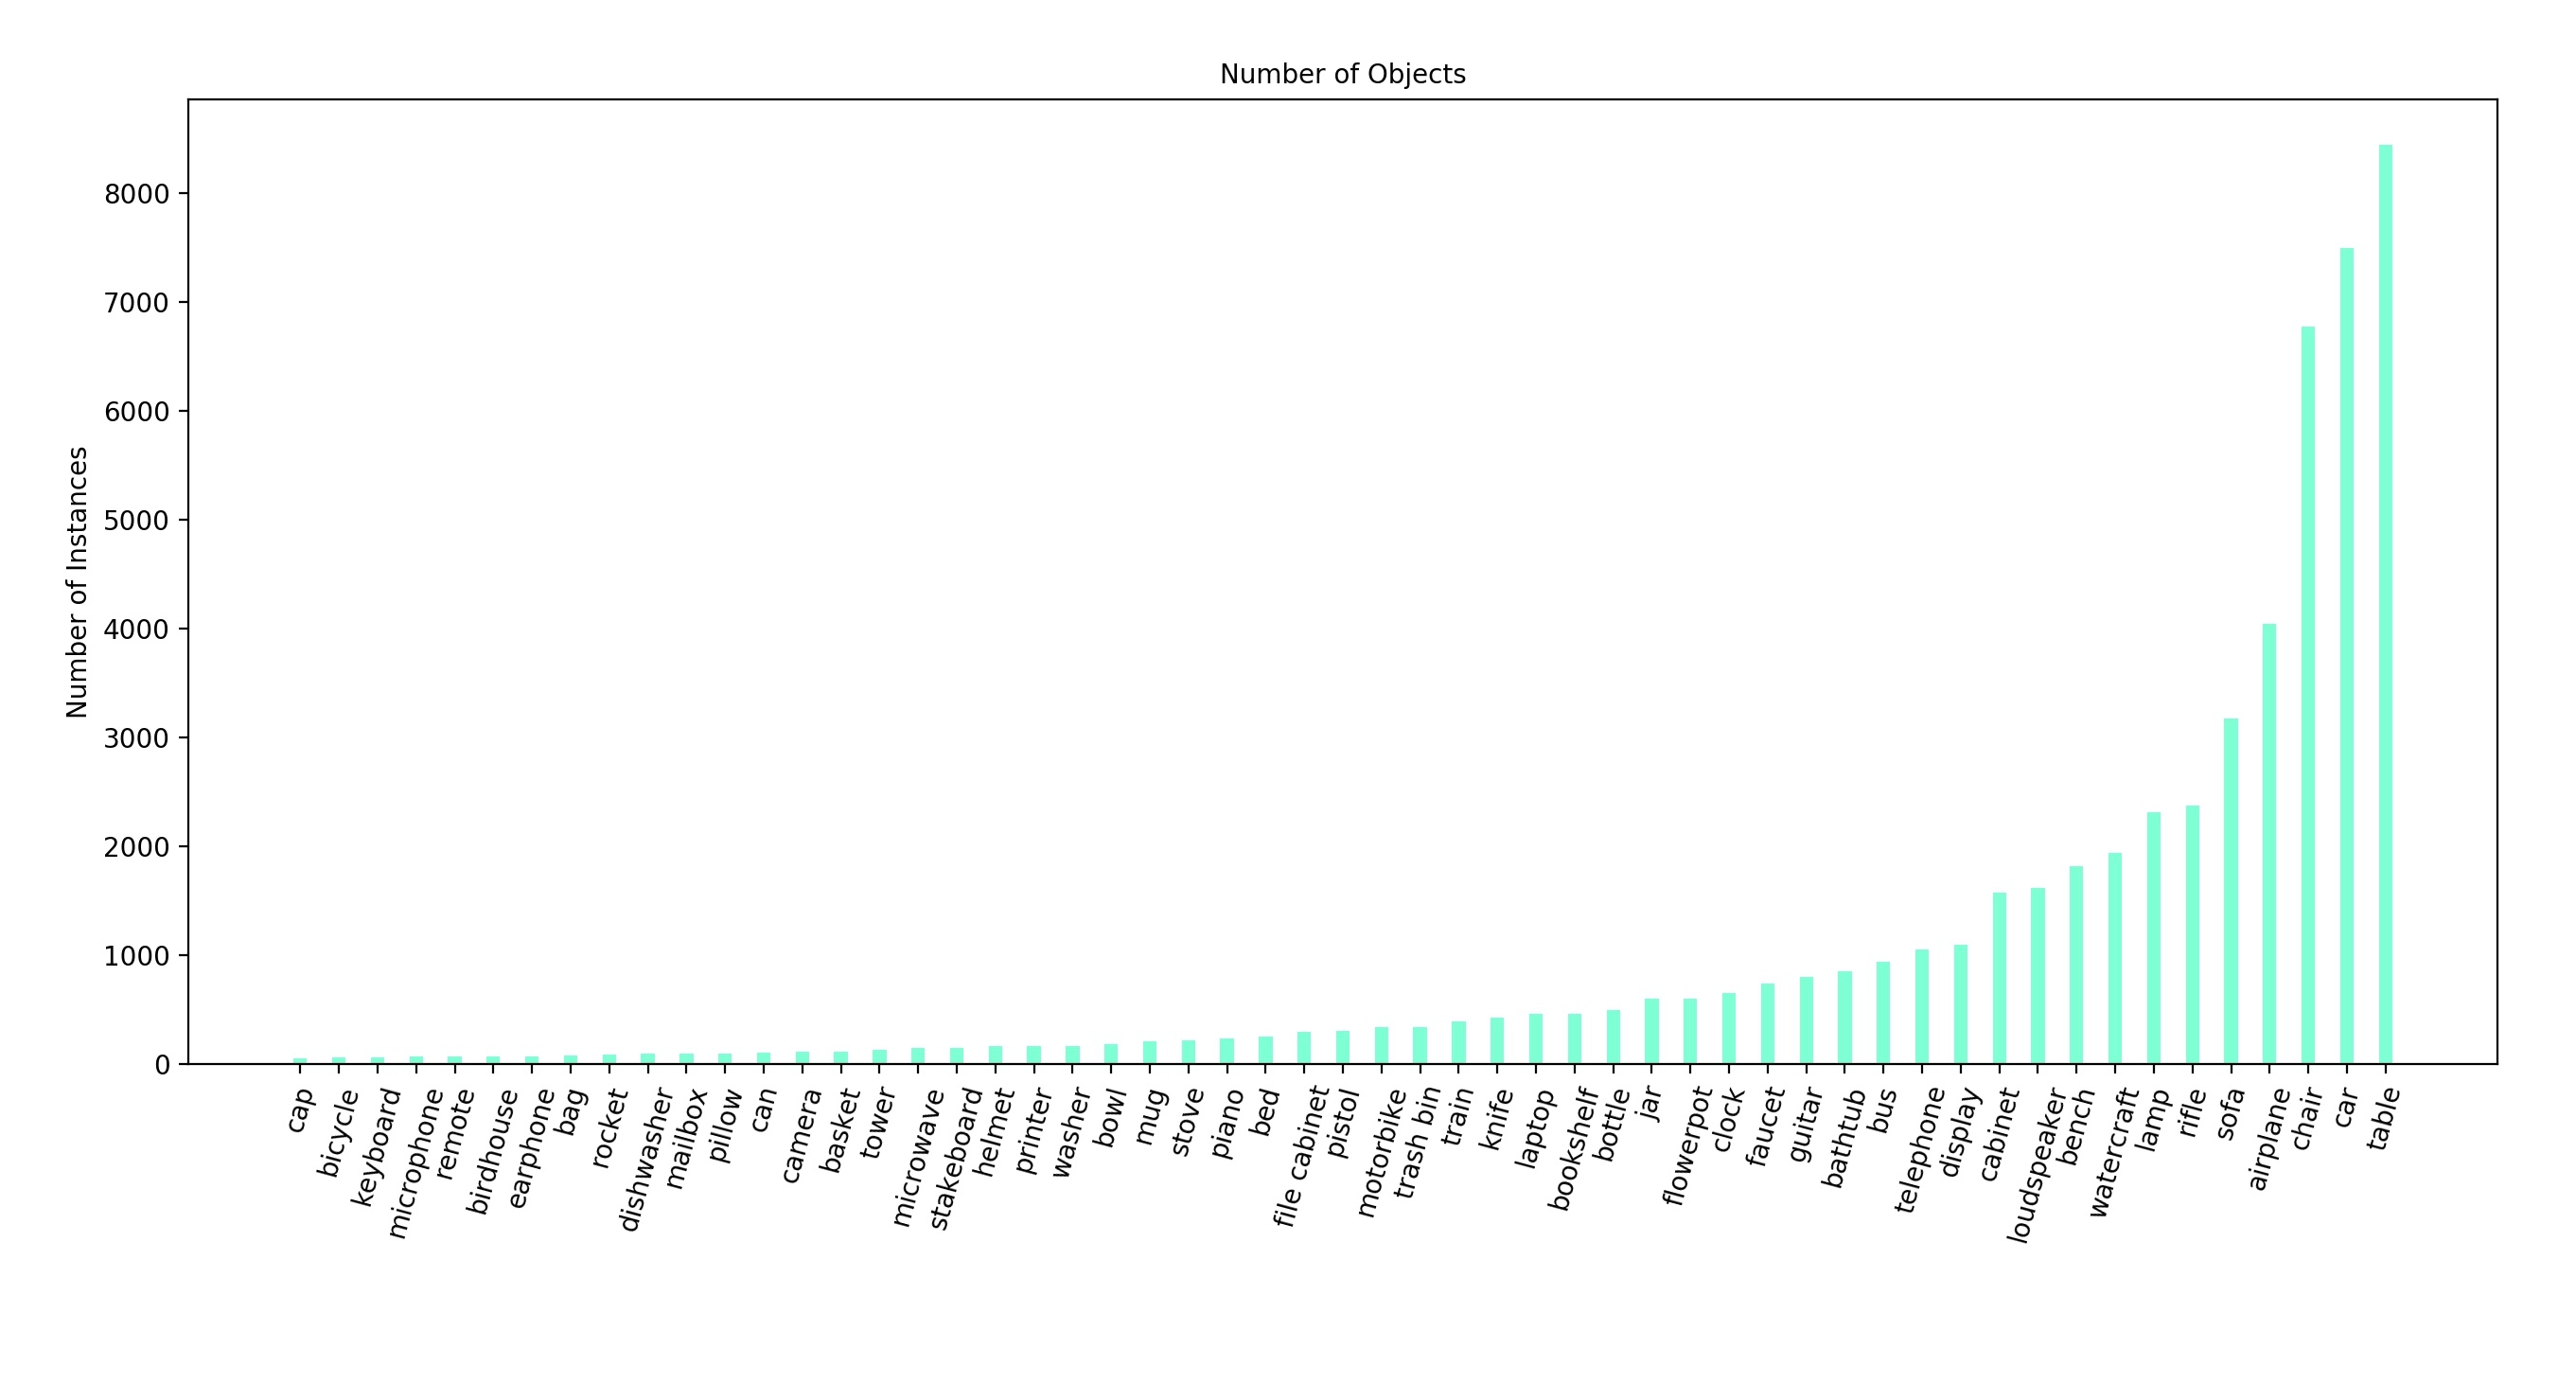 Number of Objects
Number of Instances
8000
7000
6000
5000
4000
3000
2000
1000
0
cap
bicycle
keyboard
microphone
remote
birdhouse
earphone
bag
rocket
dishwasher
mailbox
pillow
can
camera
basket
tower
microwave
stakeboard
helmet
printer
washer
bowl
mug
stove
piano
bed
file cabinet
pistol
motorbike
trash bin
train
knife
laptop
bookshelf
bottle
jar
flowerpot
clock
faucet
guitar
bathtub
bus
telephone
display
cabinet
loudspeaker
bench
watercraft
lamp
rifle
sofa
airplane
chair
car
table